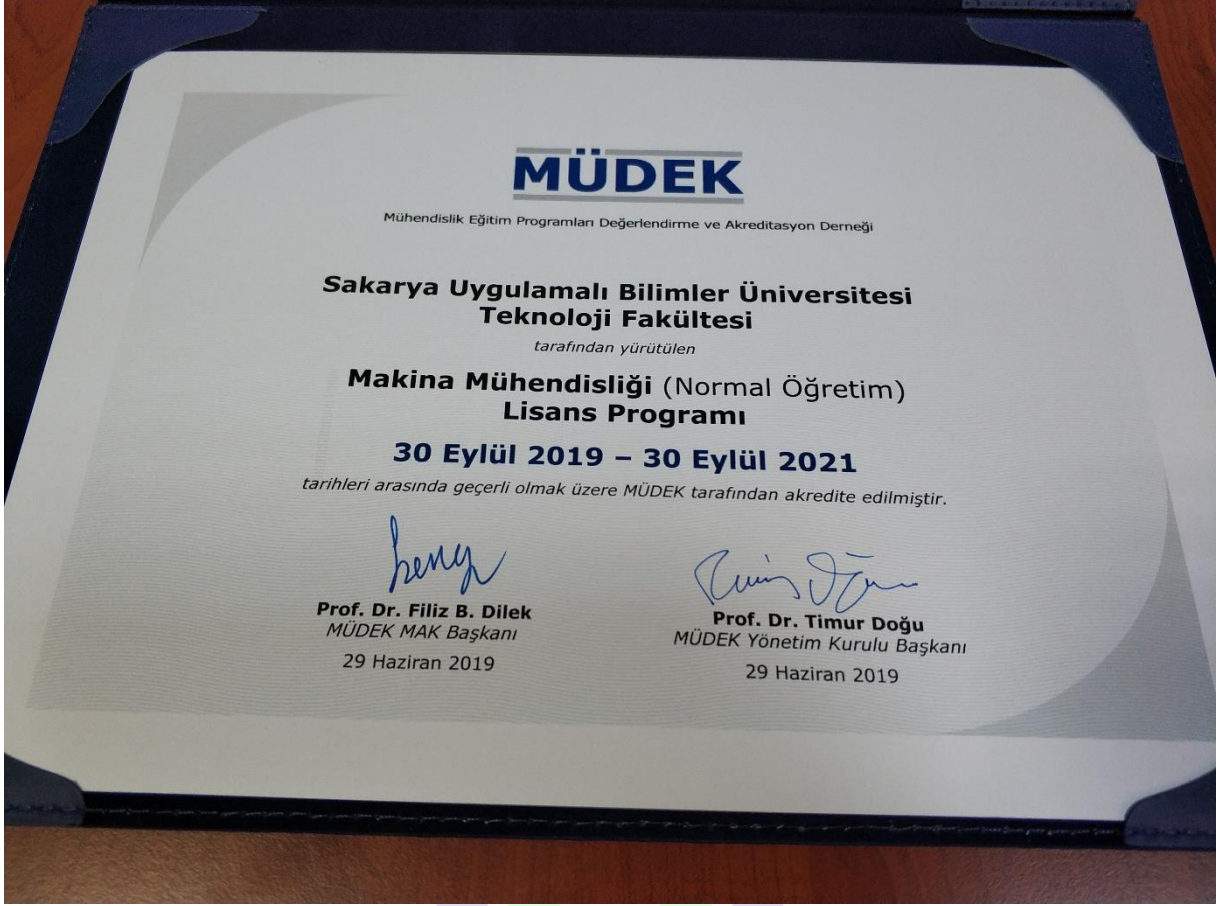 MÜDEK
Mühendislik Eğitim Programları Değerlendirme ve Akreditasyon Derneği
Sakarya Uygulamalı Bilimler Üniversitesi
Teknoloji Fakültesi
tarafından yürütülen
Makina Mühendisliği (Normal Öğretim)
Lisans Programı
30 Eylül 2019 – 30 Eylül 2021
tarihleri arasında geçerli olmak üzere MÜDEK tarafından akredite edilmiştir.
Prof. Dr. Filiz B. Dilek
MÜDEK MAK Başkanı
29 Haziran 2019
Prof. Dr. Timur Doğu
MÜDEK Yönetim Kurulu Başkanı
29 Haziran 2019